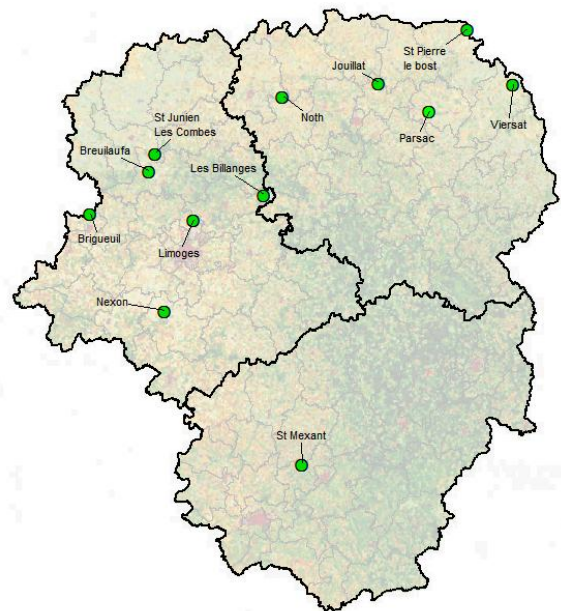 St Pierre
le bost
Jouillat
Noth
Parsac
Viersat
St Junien
Les Combes
Breuilaufa
Les Billanges
Brigueuil
Limoges
Nexon
St Mexant